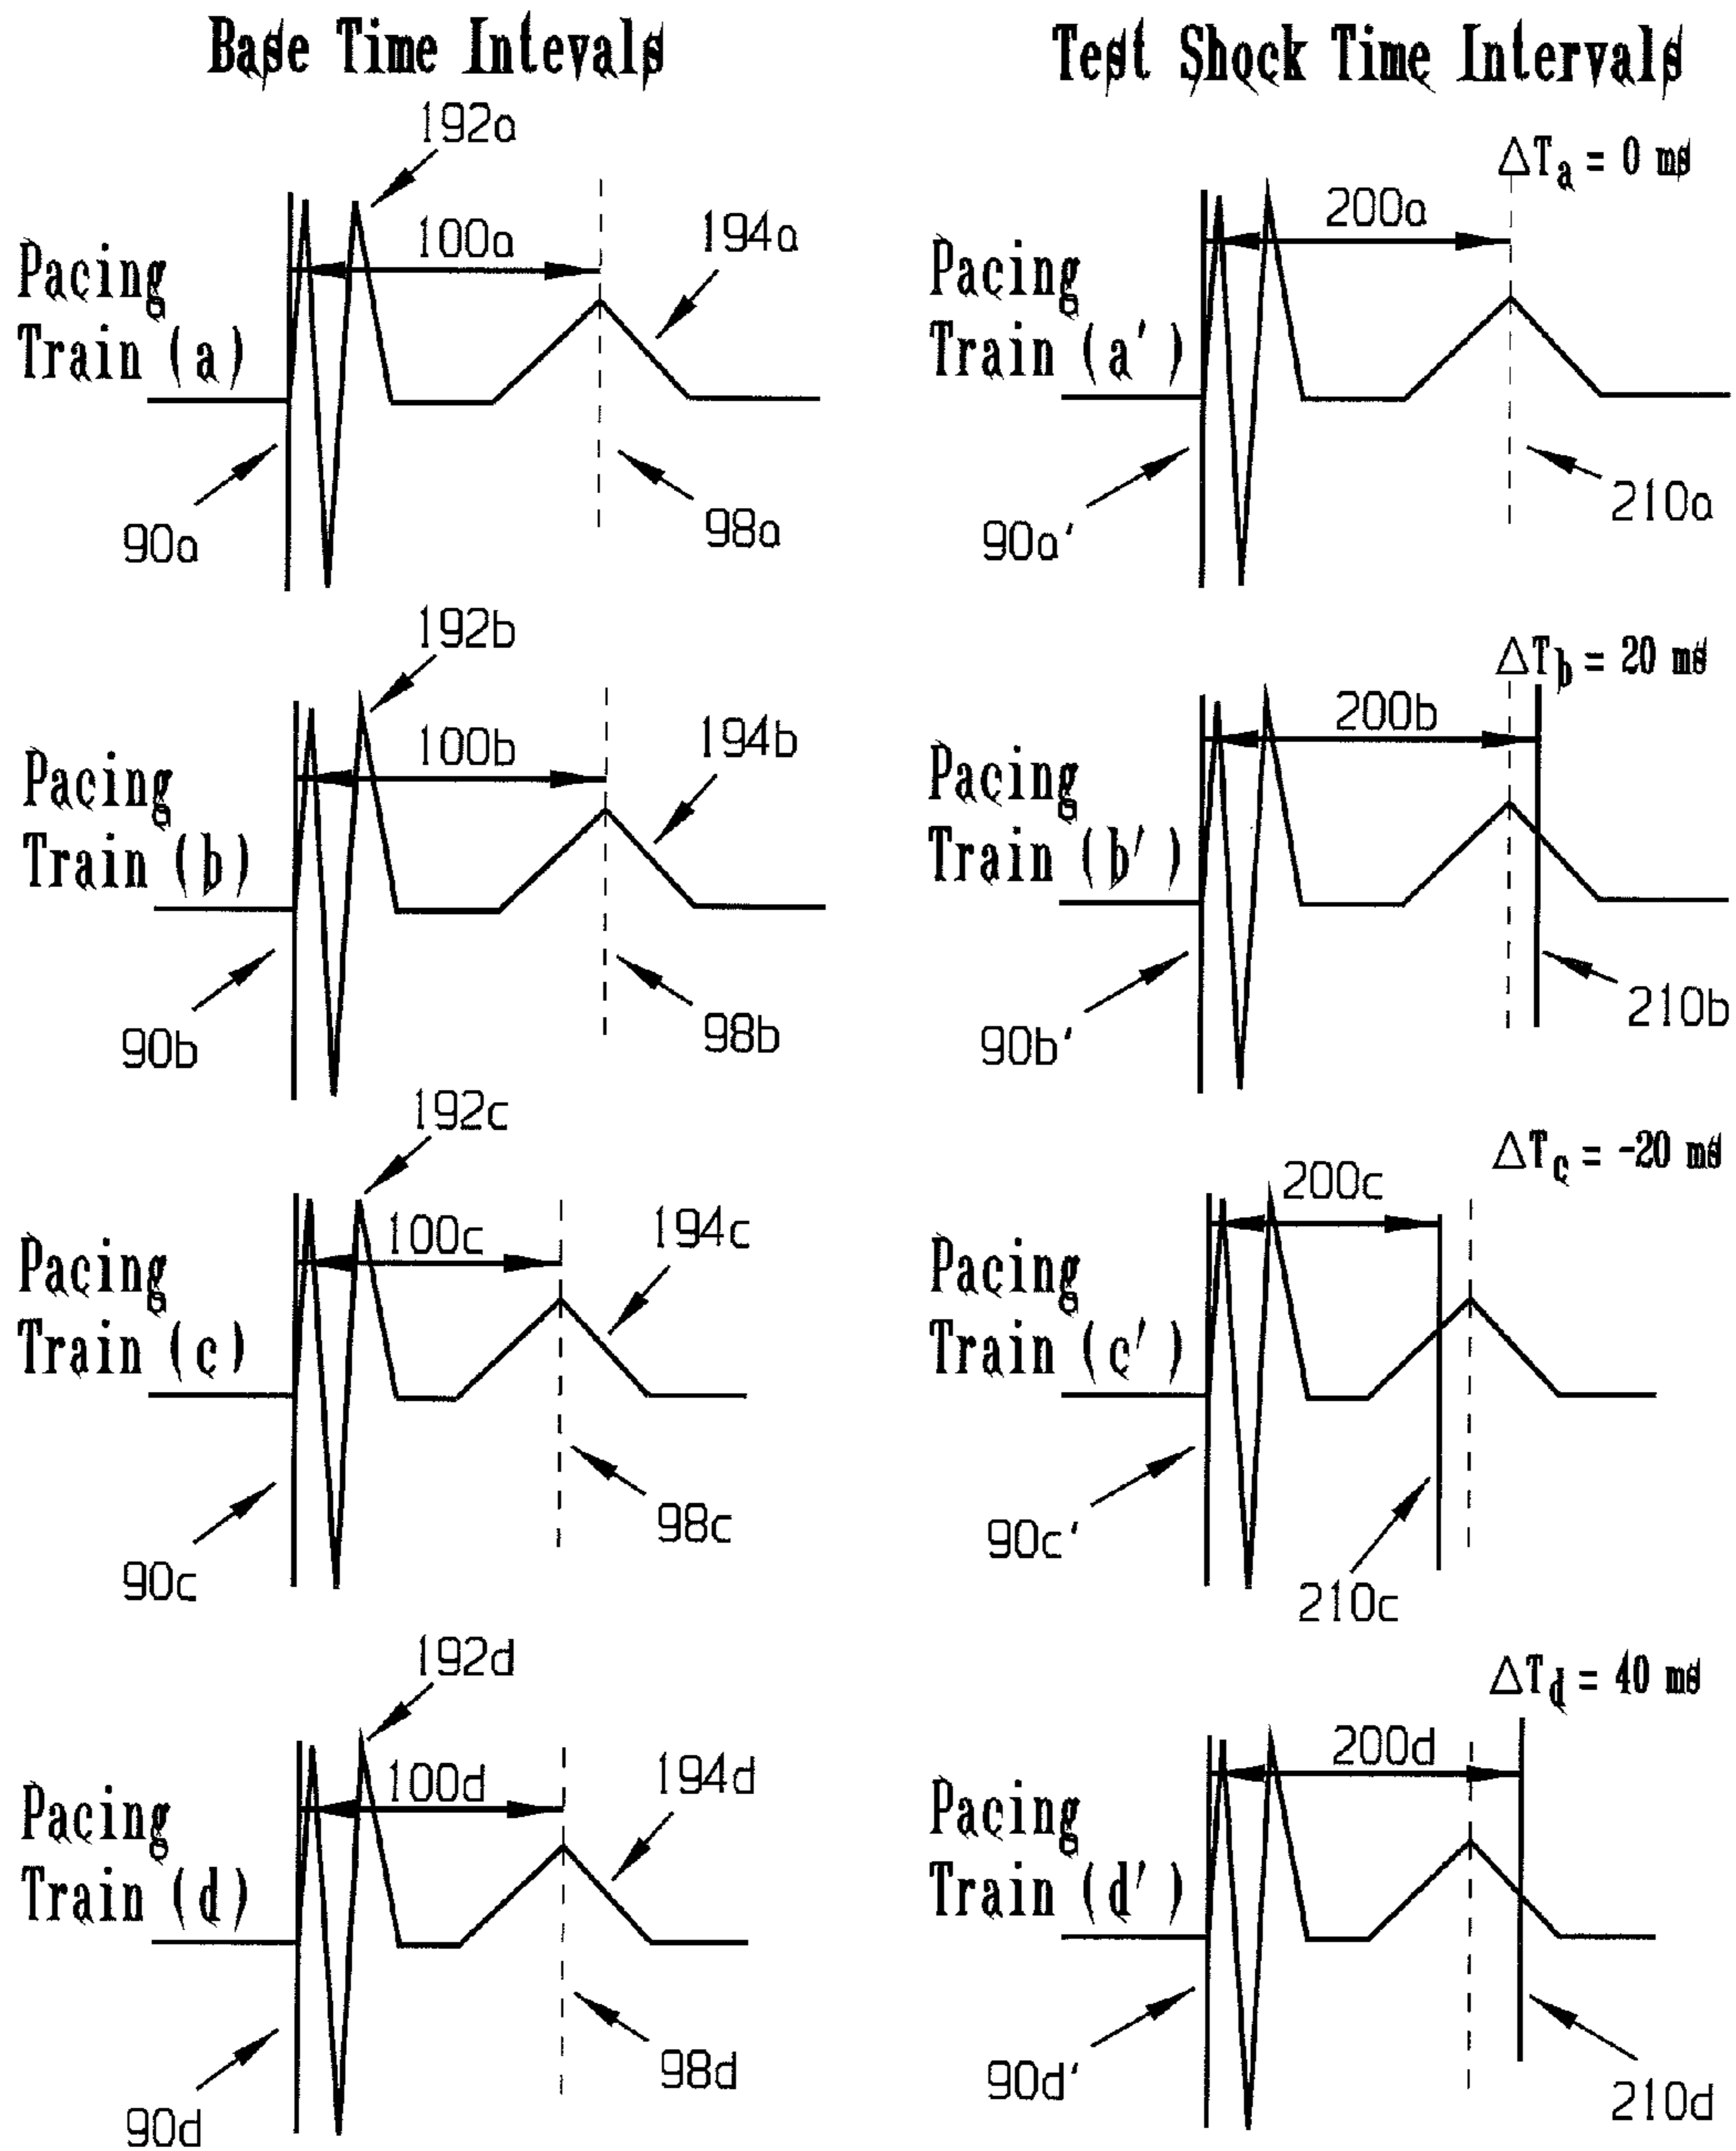 Base Time Intevals
Test Shock Time Intervals
192a
100a
194a
Pacing
Train (a)
90a
98a
ΔTa = 0 ms
200a
Pacing
Train (a')
90a'
210a
192b
100b
194b
Pacing
Train (b)
90b
98b
ΔTb = 20 ms
200b
Pacing
Train (b')
90b'
210b
192c
100c
194c
Pacing
Train (c)
90c
98c
ΔTc = -20 ms
200c
Pacing
Train (c')
90c'
210c
192d
100d
194d
Pacing
Train (d)
90d
98d
ΔTd = 40 ms
200d
Pacing
Train (d')
90d'
210d